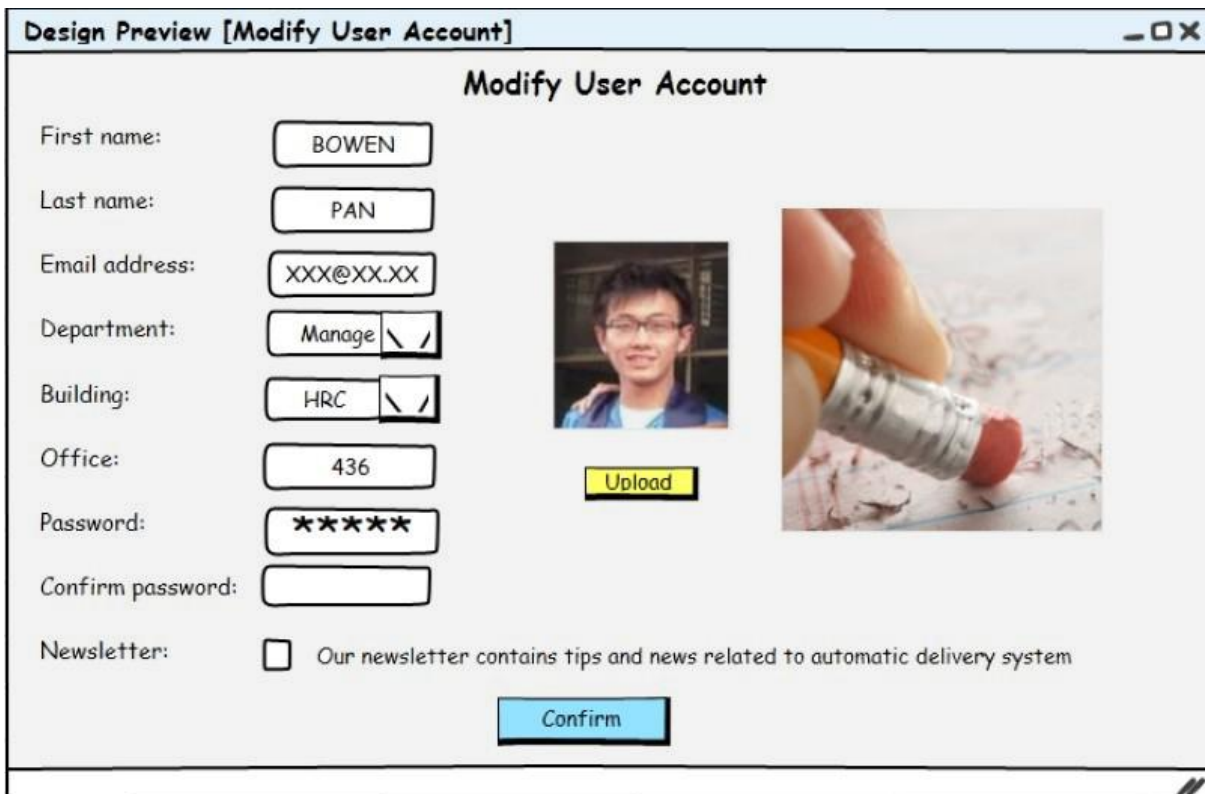 Design Preview [Modify User Account]
Modify User Account
First name: BOWEN
Last name: PAN
Email address: XXX@XX.XX
Department: Manage
Building: HRC
Office: 436
Upload
Password: *****
Confirm password:
Newsletter: Our newsletter contains tips and news related to automatic delivery system
Confirm